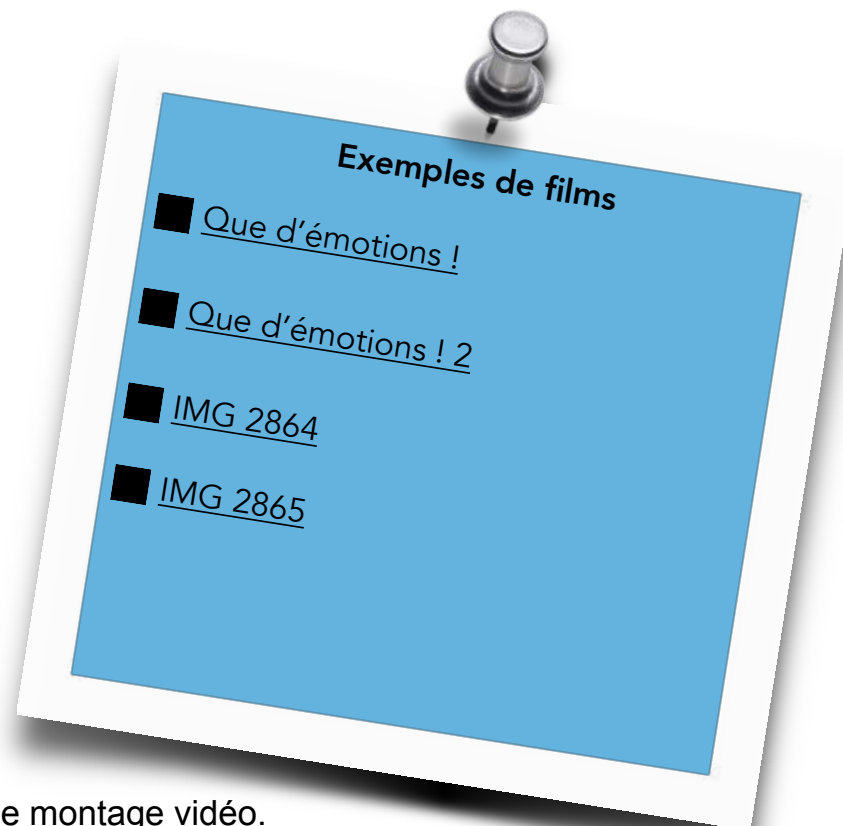 Exemples de films
Que d'émotions !
Que d'émotions ! 2
IMG 2864
IMG 2865
e montage vidéo.